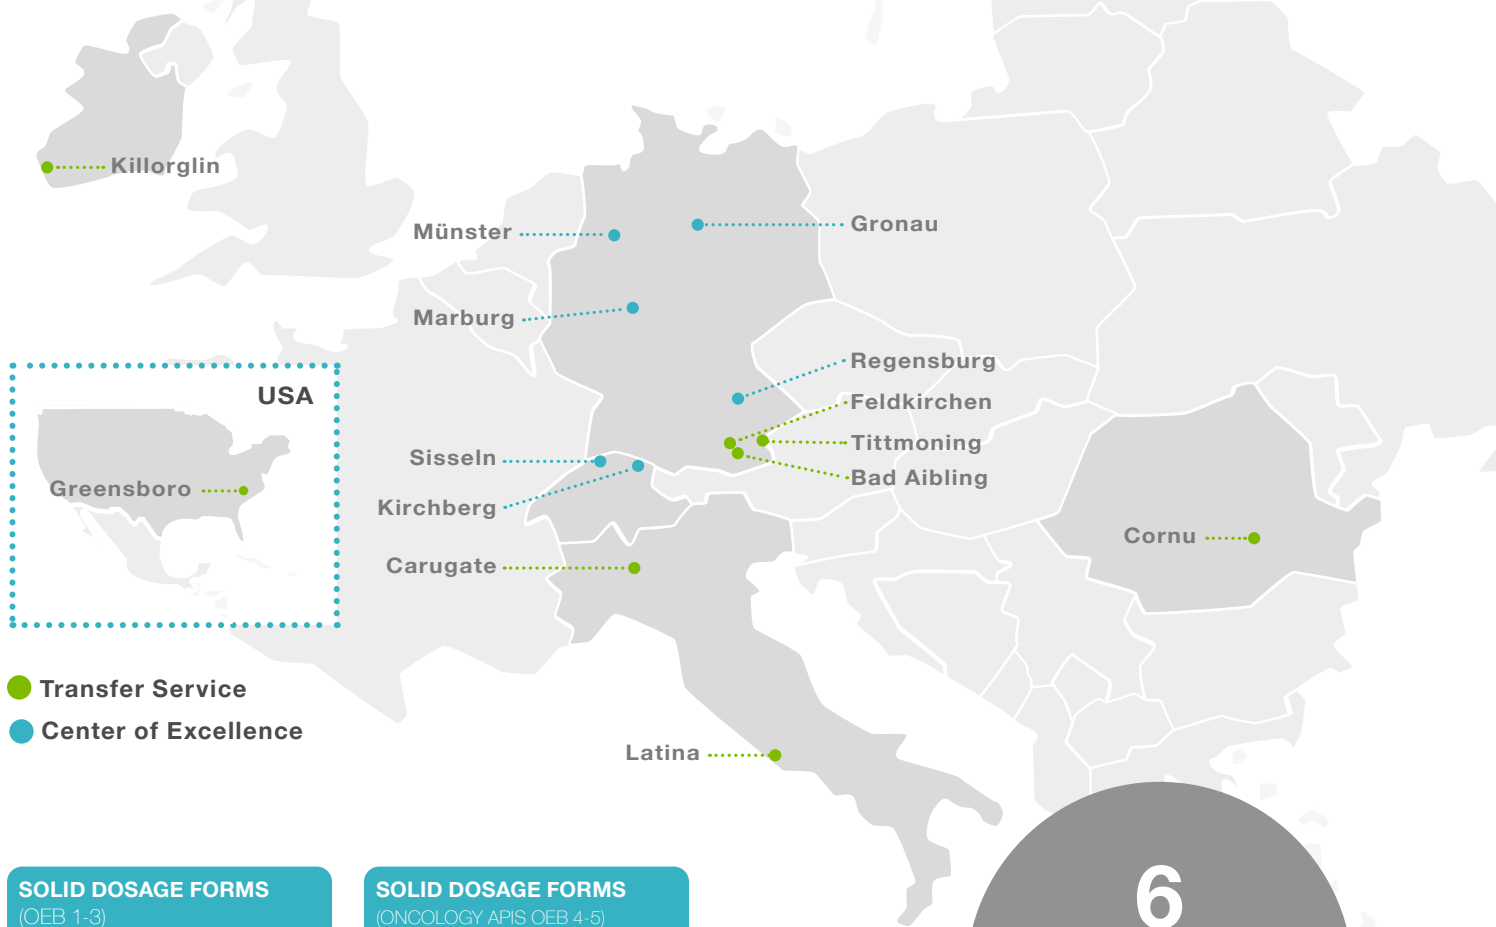 Killorglin
Münster
Gronau
Marburg
Regensburg
USA
Feldkirchen
Tittmoning
Sisseln
Bad Aibling
Greensboro
Kirchberg
Cornu
Carugate
Transfer Service
Center of Excellence
Latina
SOLID DOSAGE FORMS
(OEB 1-3)
SOLID DOSAGE FORMS
(ONCOLOGY APIS OEB 4-5)
6